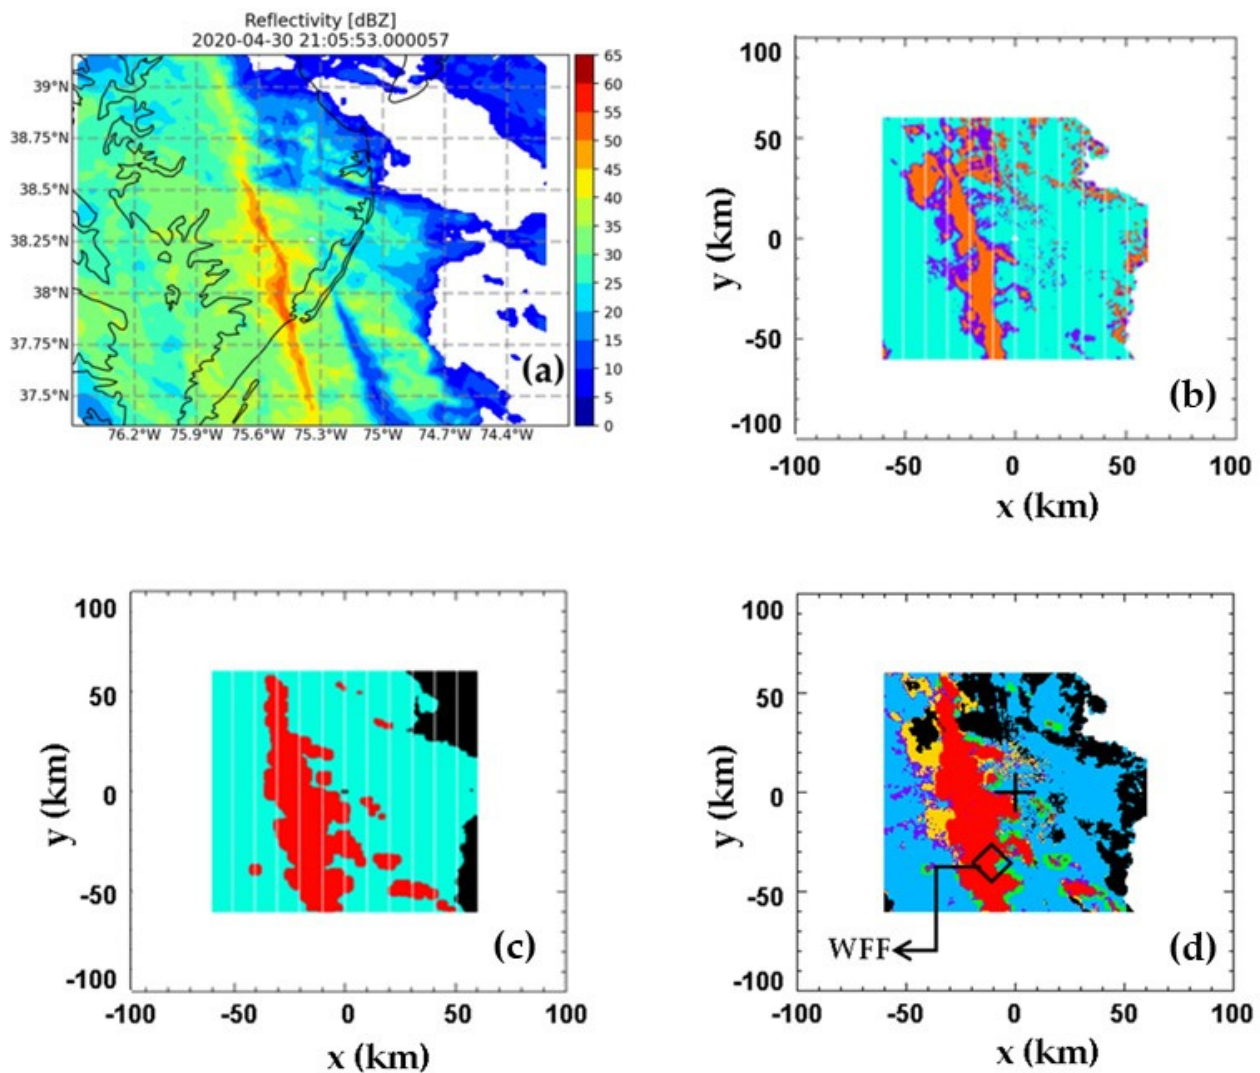 Reflectivity [dBZ]
2020-04-30 21:05:53.000057
39°N
38.75°N
38.5°N
38.25°N
38°N
37.75°N
37.5°N
76.2°W 75.9°W 75.6°W 75.3°W 75°W 74.7°W 74.4°W
65
60
55
50
45
40
35
30
25
20
15
10
5
0
(a)
100
50
0
-50
-100
y (km)
-100 -50 0 50 100
x (km)
(b)
100
50
0
-50
-100
y (km)
-100 -50 0 50 100
x (km)
(c)
100
50
0
-50
-100
y (km)
-100 -50 0 50 100
x (km)
WFF
(d)